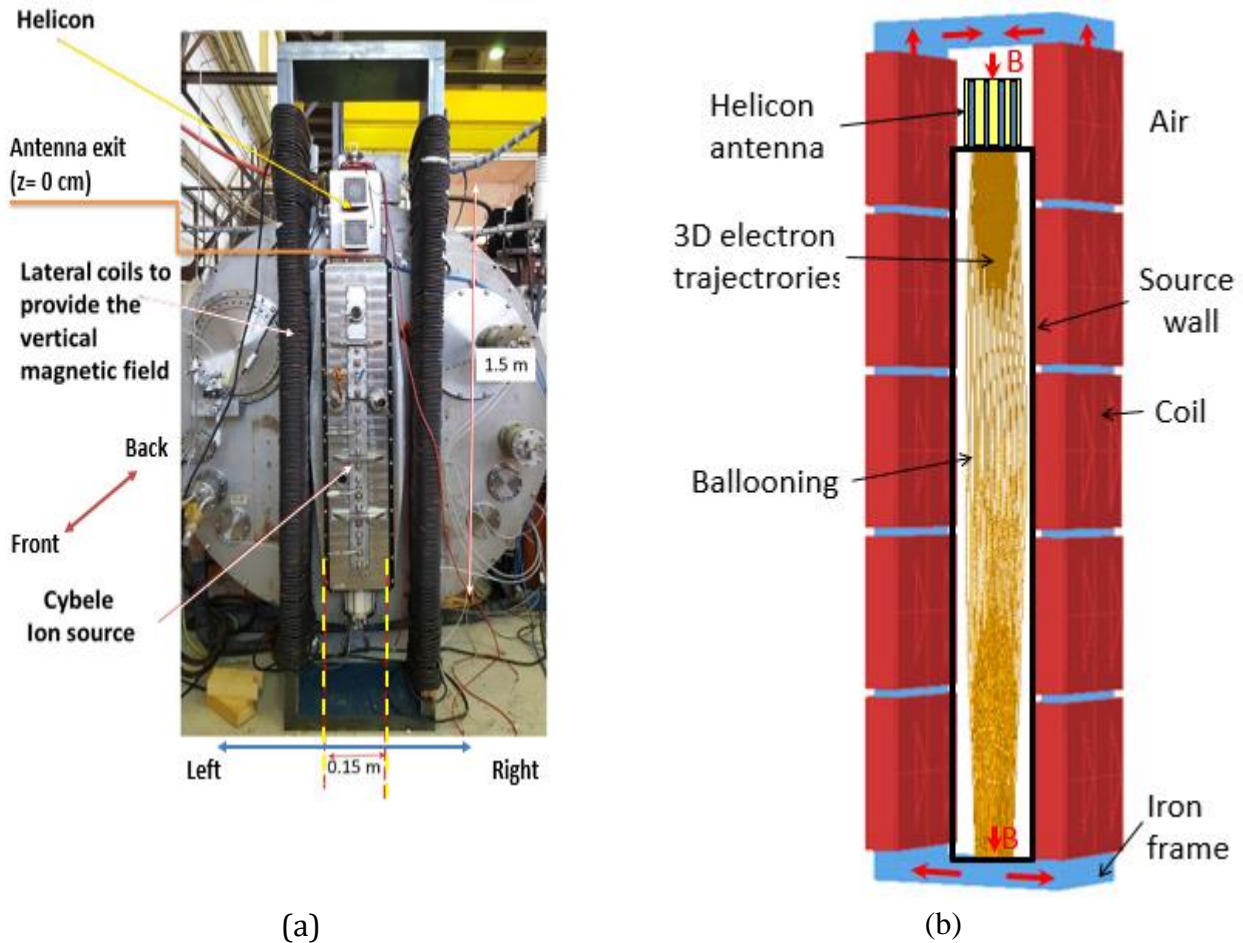 Helicon
Antenna exit
(z= 0 cm)
Lateral coils to
provide the
vertical
magnetic field
Back
Front
Cybele
Ion source
1.5 m
Left
0.15 m
Right
(a)
B
Helicon
antenna
Air
3D electron
trajectrories
Source
wall
Coil
Ballooning
B
Iron
frame
(b)